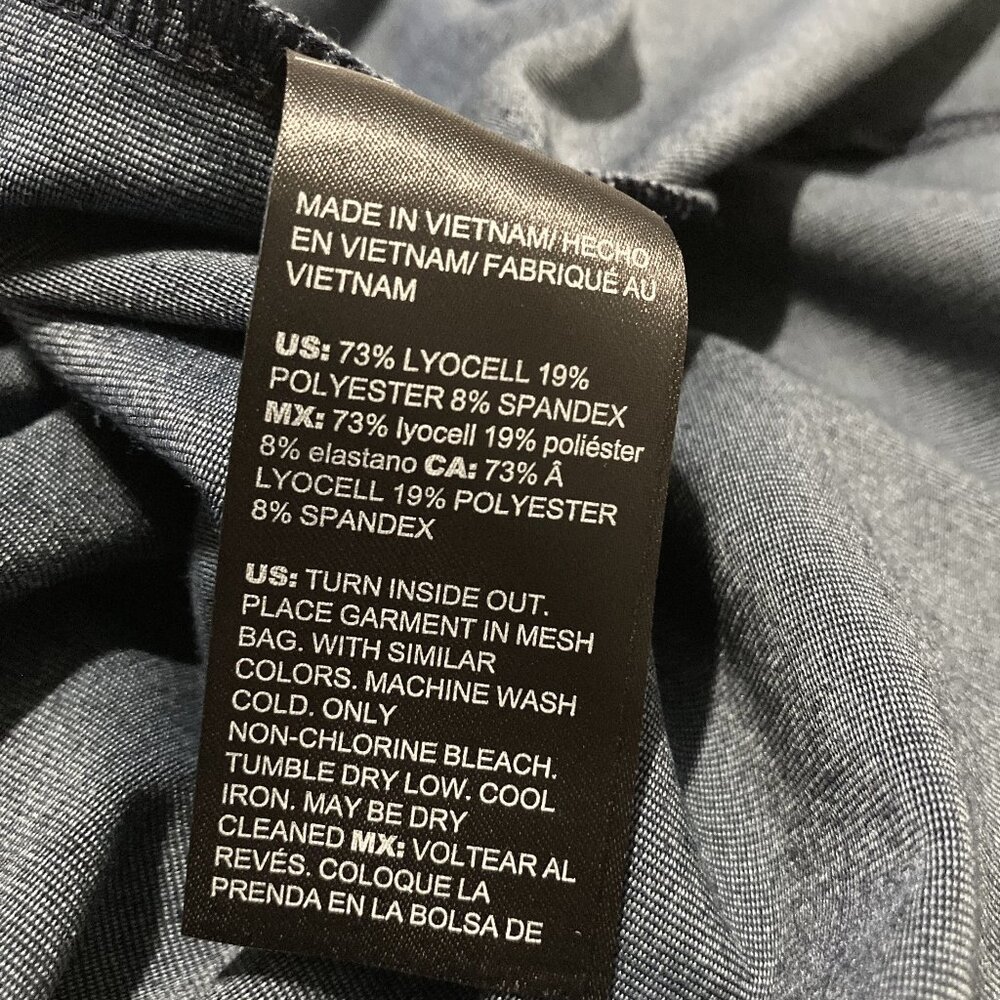 MADE IN VIETNAM/ HECHO
EN VIETNAM/ FABRIQUÉ AU
VIETNAM
US: 73% LYOCELL 19%
POLYESTER 8% SPANDEX
MX: 73% lyocell 19% poliéster
8% elastano CA: 73% Â
LYOCELL 19% POLYESTER
8% SPANDEX
US: TURN INSIDE OUT.
PLACE GARMENT IN MESH
BAG. WITH SIMILAR
COLORS. MACHINE WASH
COLD. ONLY
NON-CHLORINE BLEACH.
TUMBLE DRY LOW. COOL
IRON. MAY BE DRY
CLEANED MX: VOLTEAR AL
REVÉS. COLOQUE LA
PRENDA EN LA BOLSA DE